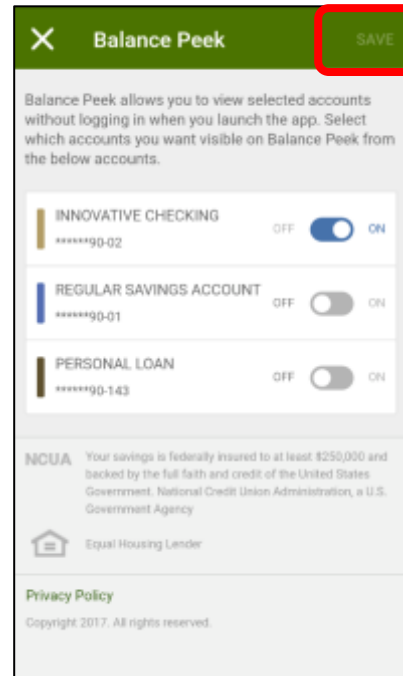 Balance Peek SAVE
Balance Peek allows you to view selected accounts
without logging in when you launch the app. Select
which accounts you want visible on Balance Peek from
the below accounts.
INNOVATIVE CHECKING
******90-02
OFF ON
REGULAR SAVINGS ACCOUNT
******90-01
OFF ON
PERSONAL LOAN
******90-143
OFF ON
NCUA Your savings is federally insured to at least $250,000 and
backed by the full faith and credit of the United States
Government. National Credit Union Administration, a U.S.
Government Agency
Equal Housing Lender
Privacy Policy
Copyright 2017. All rights reserved.